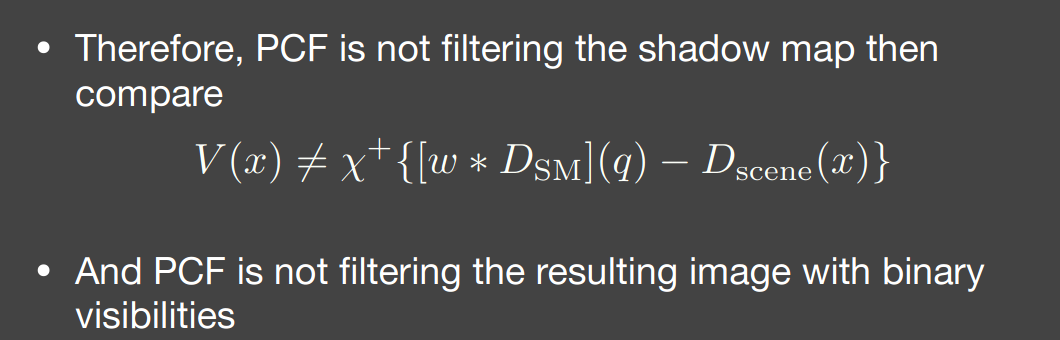 • Therefore, PCF is not filtering the shadow map then
compare
V(x) ≠ χ⁺{[w * D_SM](q) − D_scene(x)}
• And PCF is not filtering the resulting image with binary
visibilities